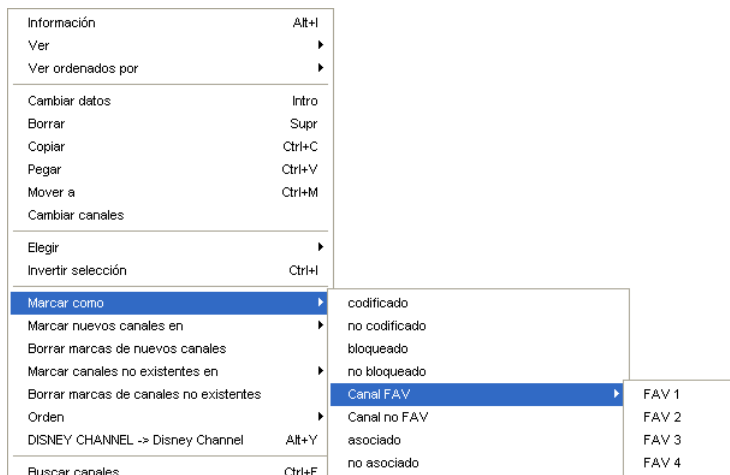 Información Alt+I
Ver
Ver ordenados por
Cambiar datos Intro
Borrar Supr
Copiar Ctrl+C
Pegar Ctrl+V
Mover a Ctrl+M
Cambiar canales
Elegir
Invertir selección Ctrl+I
Marcar como codificado
Marcar nuevos canales en no codificado
Borrar marcas de nuevos canales bloqueado
Marcar canales no existentes en no bloqueado
Borrar marcas de canales no existentes Canal FAV FAV 1
Orden Canal no FAV FAV 2
DISNEY CHANNEL -> Disney Channel Alt+Y asociado FAV 3
Buscar canales Ctrl+F no asociado FAV 4